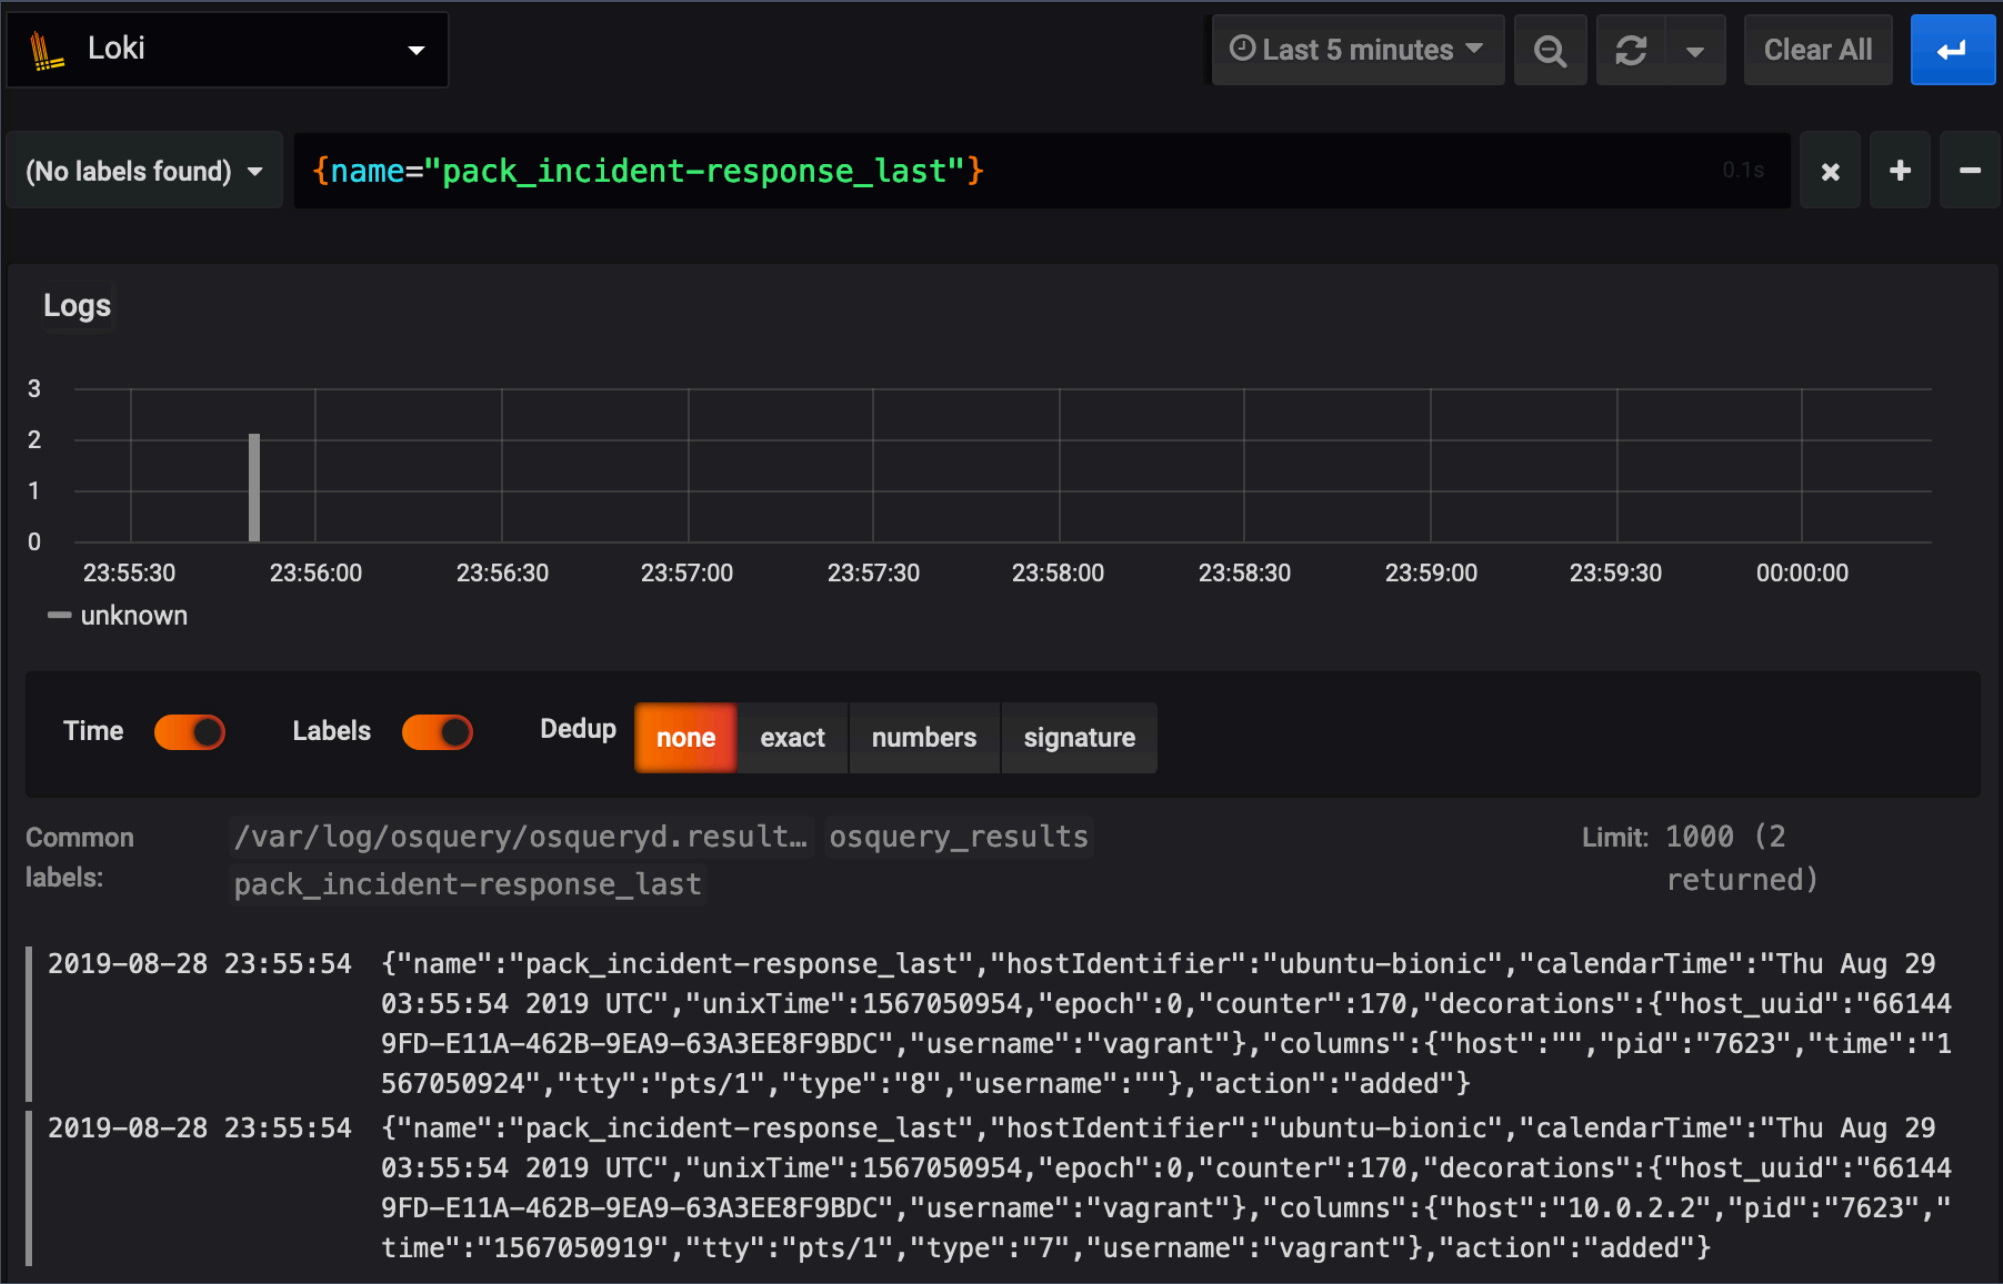 Loki
Last 5 minutes
Clear All
(No labels found)
{name="pack_incident-response_last"}
0.1s
Logs
3
2
1
0
23:55:30 23:56:00 23:56:30 23:57:00 23:57:30 23:58:00 23:58:30 23:59:00 23:59:30 00:00:00
unknown
Time Labels Dedup none exact numbers signature
Common labels: /var/log/osquery/osqueryd.result… osquery_results
pack_incident-response_last
Limit: 1000 (2 returned)
2019-08-28 23:55:54 {"name":"pack_incident-response_last","hostIdentifier":"ubuntu-bionic","calendarTime":"Thu Aug 29
03:55:54 2019 UTC","unixTime":1567050954,"epoch":0,"counter":170,"decorations":{"host_uuid":"66144
9FD-E11A-462B-9EA9-63A3EE8F9BDC","username":"vagrant"},"columns":{"host":"","pid":"7623","time":"1
567050924","tty":"pts/1","type":"8","username":""},"action":"added"}
2019-08-28 23:55:54 {"name":"pack_incident-response_last","hostIdentifier":"ubuntu-bionic","calendarTime":"Thu Aug 29
03:55:54 2019 UTC","unixTime":1567050954,"epoch":0,"counter":170,"decorations":{"host_uuid":"66144
9FD-E11A-462B-9EA9-63A3EE8F9BDC","username":"vagrant"},"columns":{"host":"10.0.2.2","pid":"7623","
time":"1567050919","tty":"pts/1","type":"7","username":"vagrant"},"action":"added"}